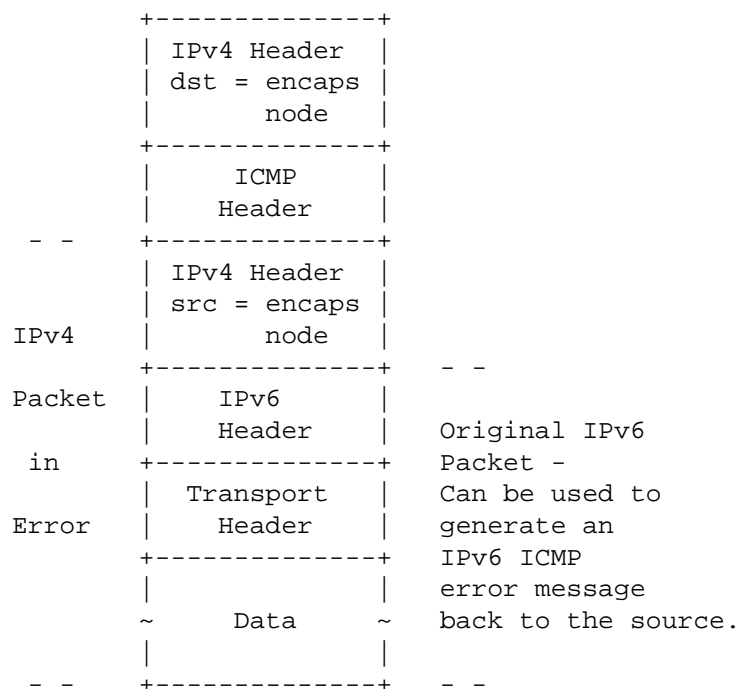 +--------------+
| IPv4 Header  |
| dst = encaps |
|       node   |
+--------------+
|     ICMP     |
|    Header    |
- -    +--------------+
| IPv4 Header  |
| src = encaps |
IPv4   |       node   |
+--------------+   - -
Packet |     IPv6     |
|    Header    |   Original IPv6
in    +--------------+   Packet -
|  Transport   |   Can be used to
Error  |    Header    |   generate an
+--------------+   IPv6 ICMP
|              |   error message
~     Data     ~   back to the source.
|              |
- -    +--------------+   - -